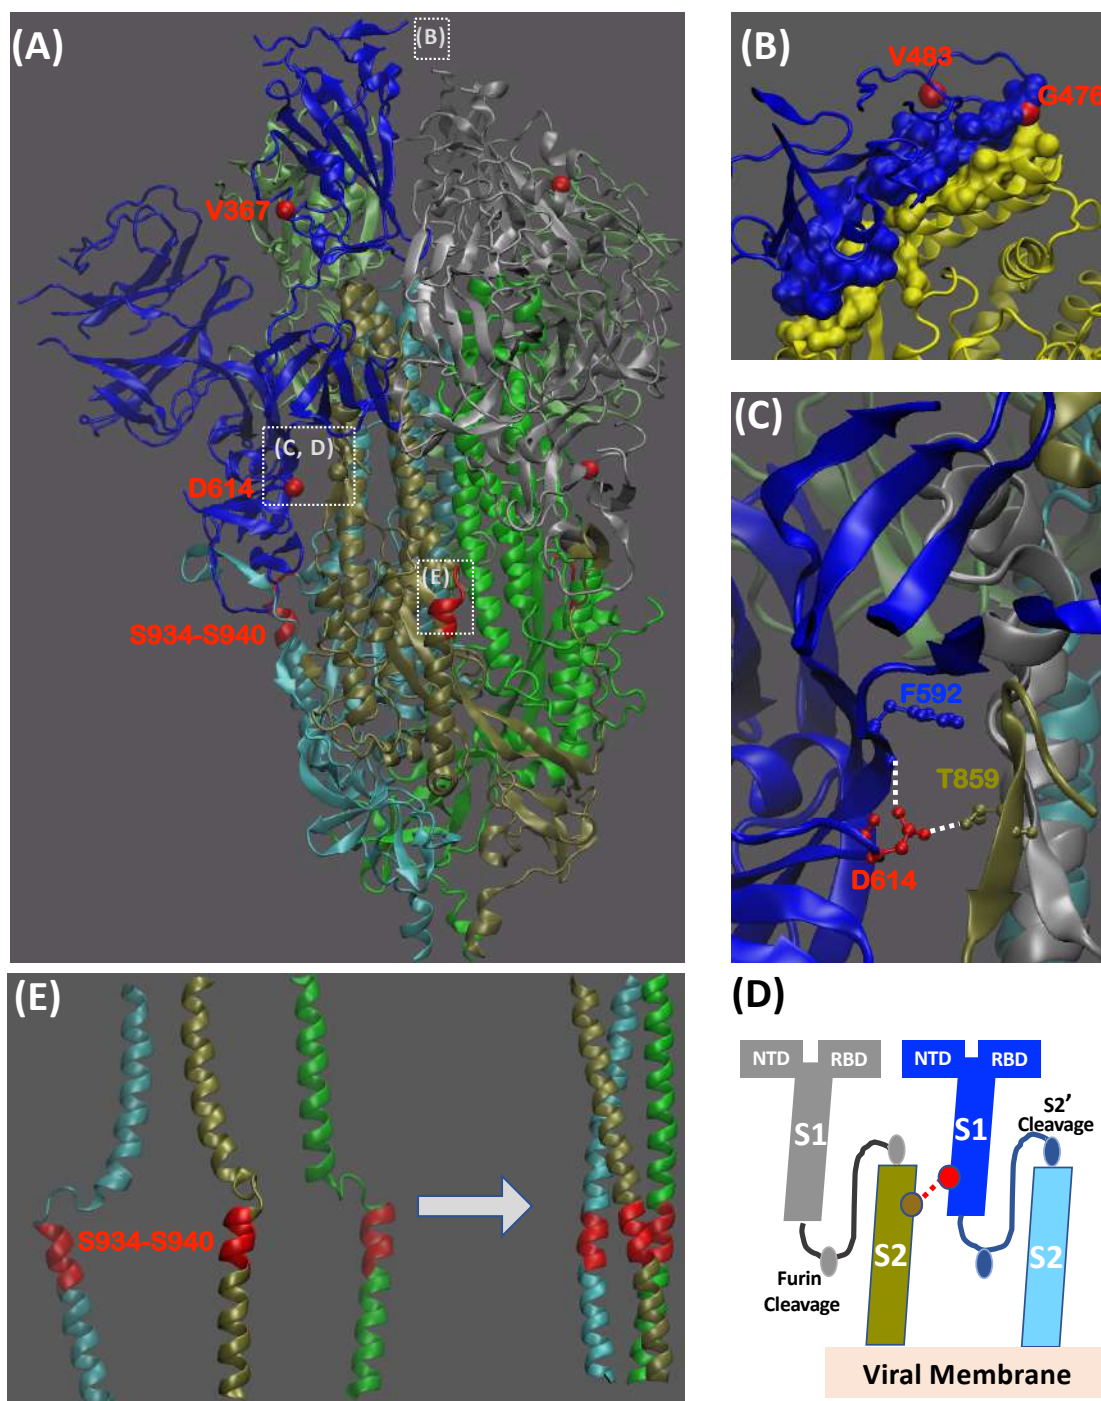 (A)
(B)
V367
(C, D)
D614
(E)
S934-S940
(B)
V483
G476
(C)
F592
T859
D614
(E)
S934-S940
(D)
NTD
RBD
NTD
RBD
S1
S1
S2’
Cleavage
S2
S2
Furin
Cleavage
Viral Membrane